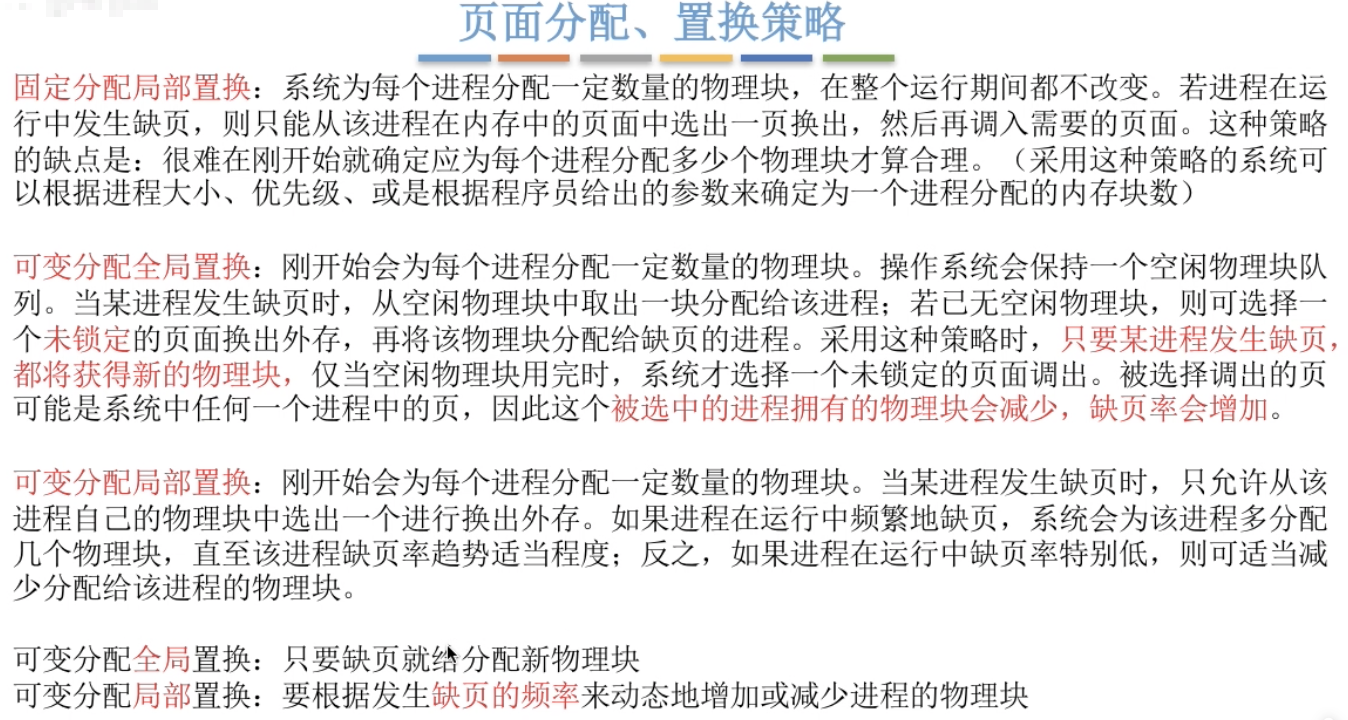 页面分配、置换策略
固定分配局部置换：系统为每个进程分配一定数量的物理块，在整个运行期间都不改变。若进程在运
行中发生缺页，则只能从该进程在内存中的页面中选出一页换出，然后再调入需要的页面。这种策略
的缺点是：很难在刚开始就确定应为每个进程分配多少个物理块才算合理。（采用这种策略的系统可
以根据进程大小、优先级、或是根据程序员给出的参数来确定为一个进程分配的内存块数）
可变分配全局置换：刚开始会为每个进程分配一定数量的物理块。操作系统会保持一个空闲物理块队
列。当某进程发生缺页时，从空闲物理块中取出一块分配给该进程；若已无空闲物理块，则可选择一
个未锁定的页面换出外存，再将该物理块分配给缺页的进程。采用这种策略时，只要某进程发生缺页，
都将获得新的物理块，仅当空闲物理块用完时，系统才选择一个未锁定的页面调出。被选择调出的页
可能是系统中任何一个进程中的页，因此这个被选中的进程拥有的物理块会减少，缺页率会增加。
可变分配局部置换：刚开始会为每个进程分配一定数量的物理块。当某进程发生缺页时，只允许从该
进程自己的物理块中选出一个进行换出外存。如果进程在运行中频繁地缺页，系统会为该进程多分配
几个物理块，直至该进程缺页率趋势适当程度；反之，如果进程在运行中缺页率特别低，则可适当减
少分配给该进程的物理块。
可变分配全局置换：只要缺页就给分配新物理块
可变分配局部置换：要根据发生缺页的频率来动态地增加或减少进程的物理块